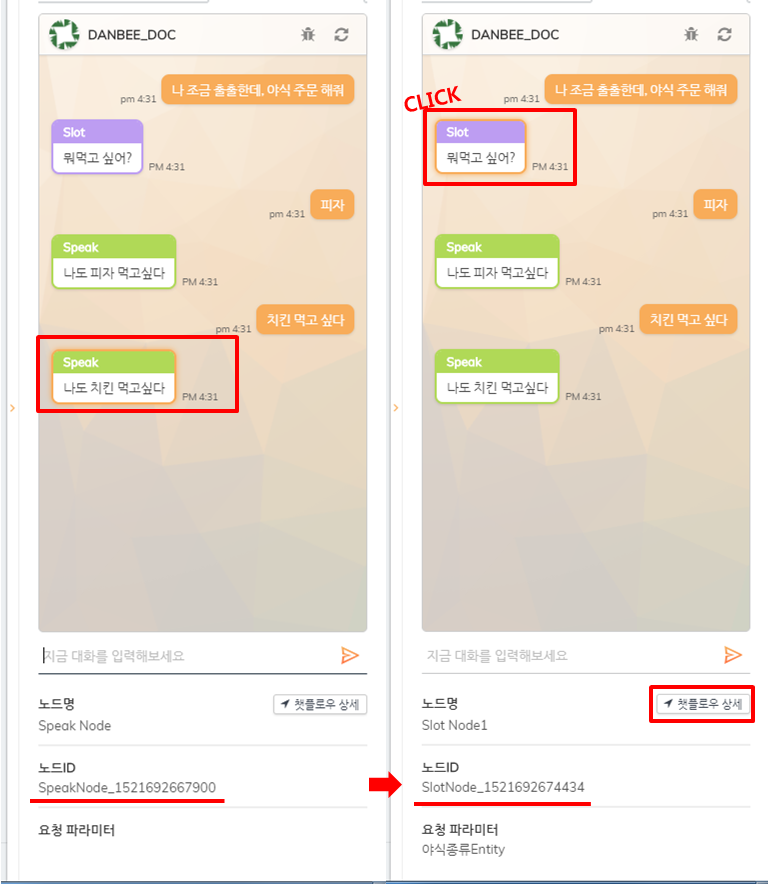 DANBEE_DOC
나 조금 출출한데, 야식 주문 해줘
pm 4:31
Slot
뭐먹고 싶어?
PM 4:31
피자
pm 4:31
Speak
나도 피자 먹고싶다
PM 4:31
치킨 먹고 싶다
pm 4:31
Speak
나도 치킨 먹고싶다
PM 4:31
지금 대화를 입력해보세요
노드명
챗플로우 상세
Speak Node
노드ID
SpeakNode_1521692667900
요청 파라미터
DANBEE_DOC
나 조금 출출한데, 야식 주문 해줘
pm 4:31
CLICK
Slot
뭐먹고 싶어?
PM 4:31
피자
pm 4:31
Speak
나도 피자 먹고싶다
PM 4:31
치킨 먹고 싶다
pm 4:31
Speak
나도 치킨 먹고싶다
PM 4:31
지금 대화를 입력해보세요
노드명
챗플로우 상세
Slot Node1
노드ID
SlotNode_1521692674434
요청 파라미터
야식종류Entity